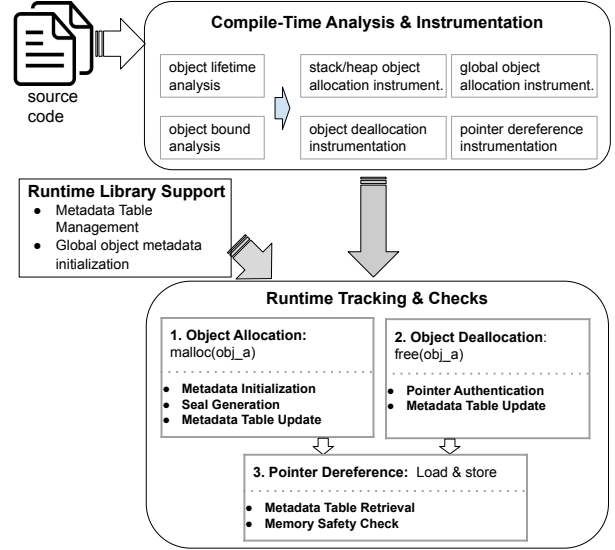 Compile-Time Analysis & Instrumentation
source
code
object lifetime
analysis
stack/heap object
allocation instrument.
global object
allocation instrument.
object bound
analysis
object deallocation
instrumentation
pointer dereference
instrumentation
Runtime Library Support
● Metadata Table
Management
● Global object metadata
initialization
Runtime Tracking & Checks
1. Object Allocation:
malloc(obj_a)
● Metadata Initialization
● Seal Generation
● Metadata Table Update
2. Object Deallocation:
free(obj_a)
● Pointer Authentication
● Metadata Table Update
3. Pointer Dereference: Load & store
● Metadata Table Retrieval
● Memory Safety Check